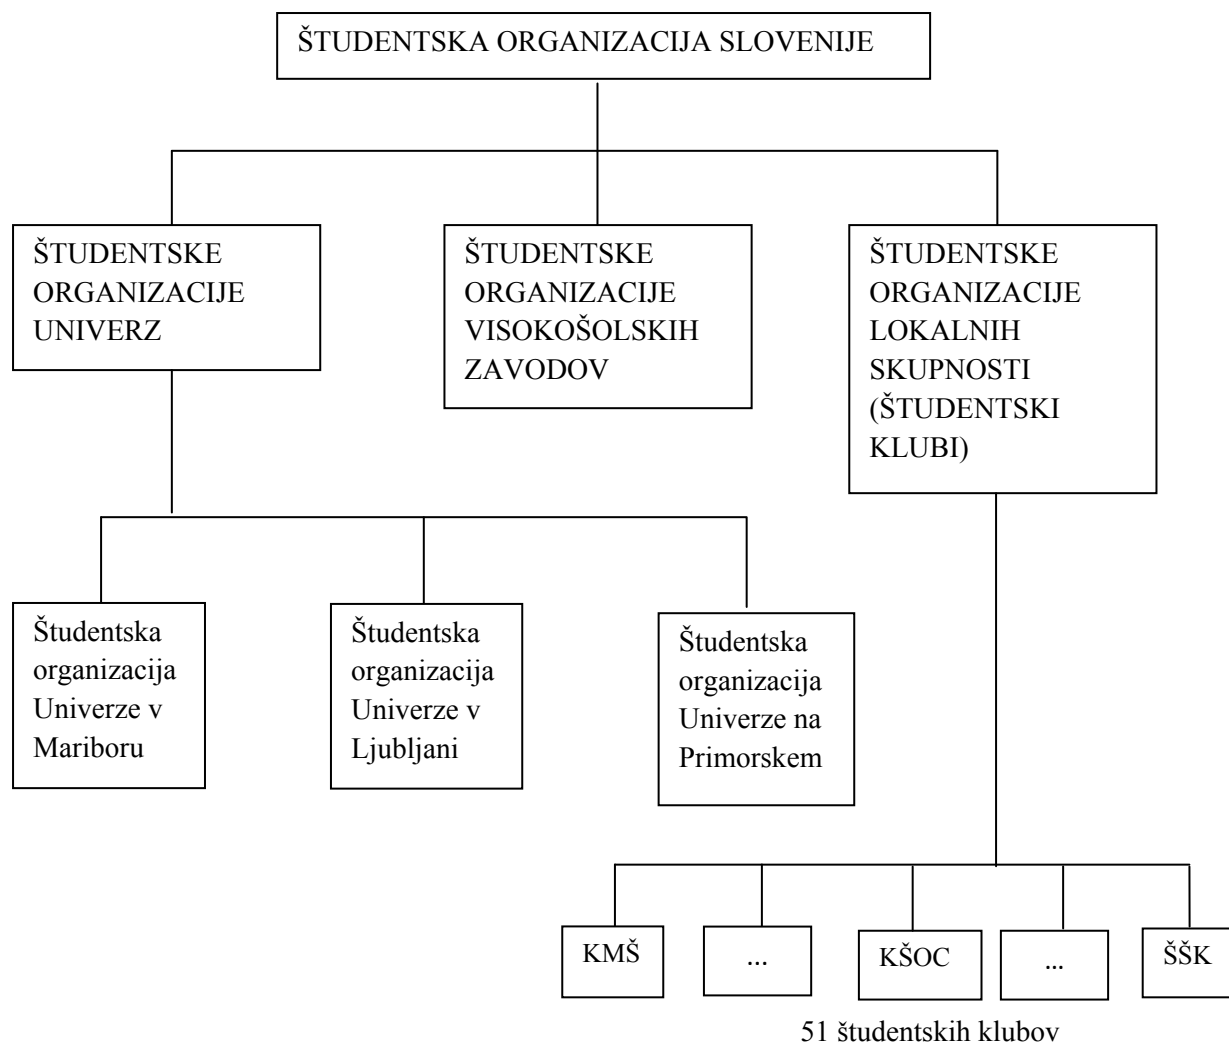 ŠTUDENTSKA ORGANIZACIJA SLOVENIJE
ŠTUDENTSKE
ORGANIZACIJE
UNIVERZ
ŠTUDENTSKE
ORGANIZACIJE
VISOKOŠOLSKIH
ZAVODOV
ŠTUDENTSKE
ORGANIZACIJE
LOKALNIH
SKUPNOSTI
(ŠTUDENTSKI
KLUBI)
Študentska
organizacija
Univerze v
Mariboru
Študentska
organizacija
Univerze v
Ljubljani
Študentska
organizacija
Univerze na
Primorskem
KMŠ
...
KŠOC
...
ŠŠK
51 študentskih klubov